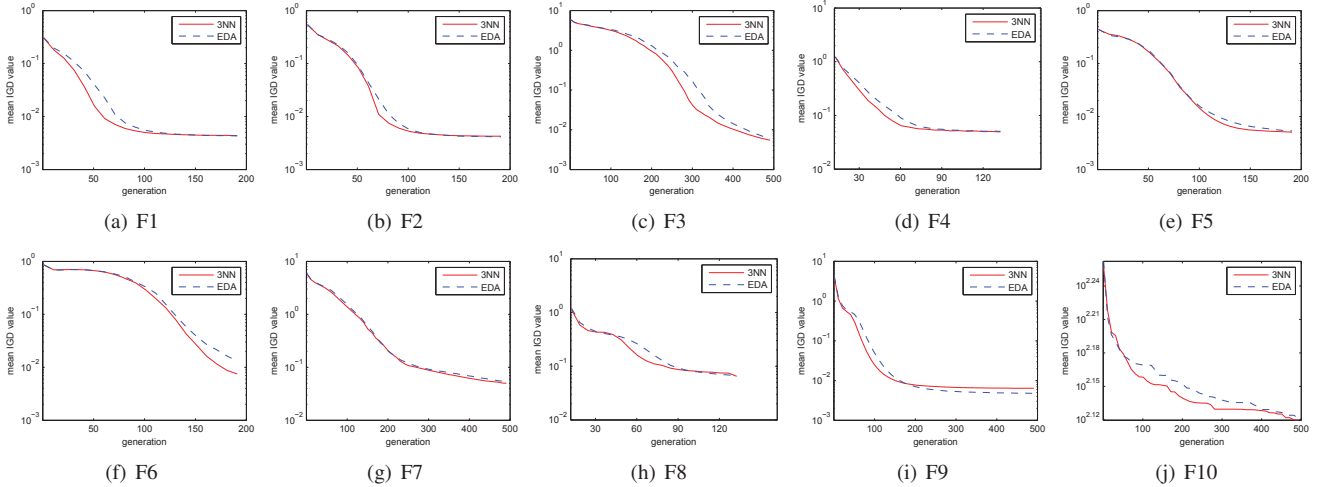 10^0
10^-1
10^-2
10^-3
50 100 150 200
generation
mean IGD value
3NN
EDA
(a) F1
10^0
10^-1
10^-2
10^-3
50 100 150 200
generation
mean IGD value
3NN
EDA
(b) F2
10^1
10^0
10^-1
10^-2
10^-3
100 200 300 400 500
generation
mean IGD value
3NN
EDA
(c) F3
10^1
10^0
10^-1
10^-2
30 60 90 120
generation
mean IGD value
3NN
EDA
(d) F4
10^0
10^-1
10^-2
10^-3
50 100 150 200
generation
mean IGD value
3NN
EDA
(e) F5
10^0
10^-1
10^-2
10^-3
50 100 150 200
generation
mean IGD value
3NN
EDA
(f) F6
10^1
10^0
10^-1
10^-2
100 200 300 400 500
generation
mean IGD value
3NN
EDA
(g) F7
10^1
10^0
10^-1
10^-2
30 60 90 120
generation
mean IGD value
3NN
EDA
(h) F8
10^1
10^0
10^-1
10^-2
10^-3
100 200 300 400 500
generation
mean IGD value
3NN
EDA
(i) F9
10^2.24
10^2.21
10^2.18
10^2.15
10^2.12
100 200 300 400 500
generation
mean IGD value
3NN
EDA
(j) F10